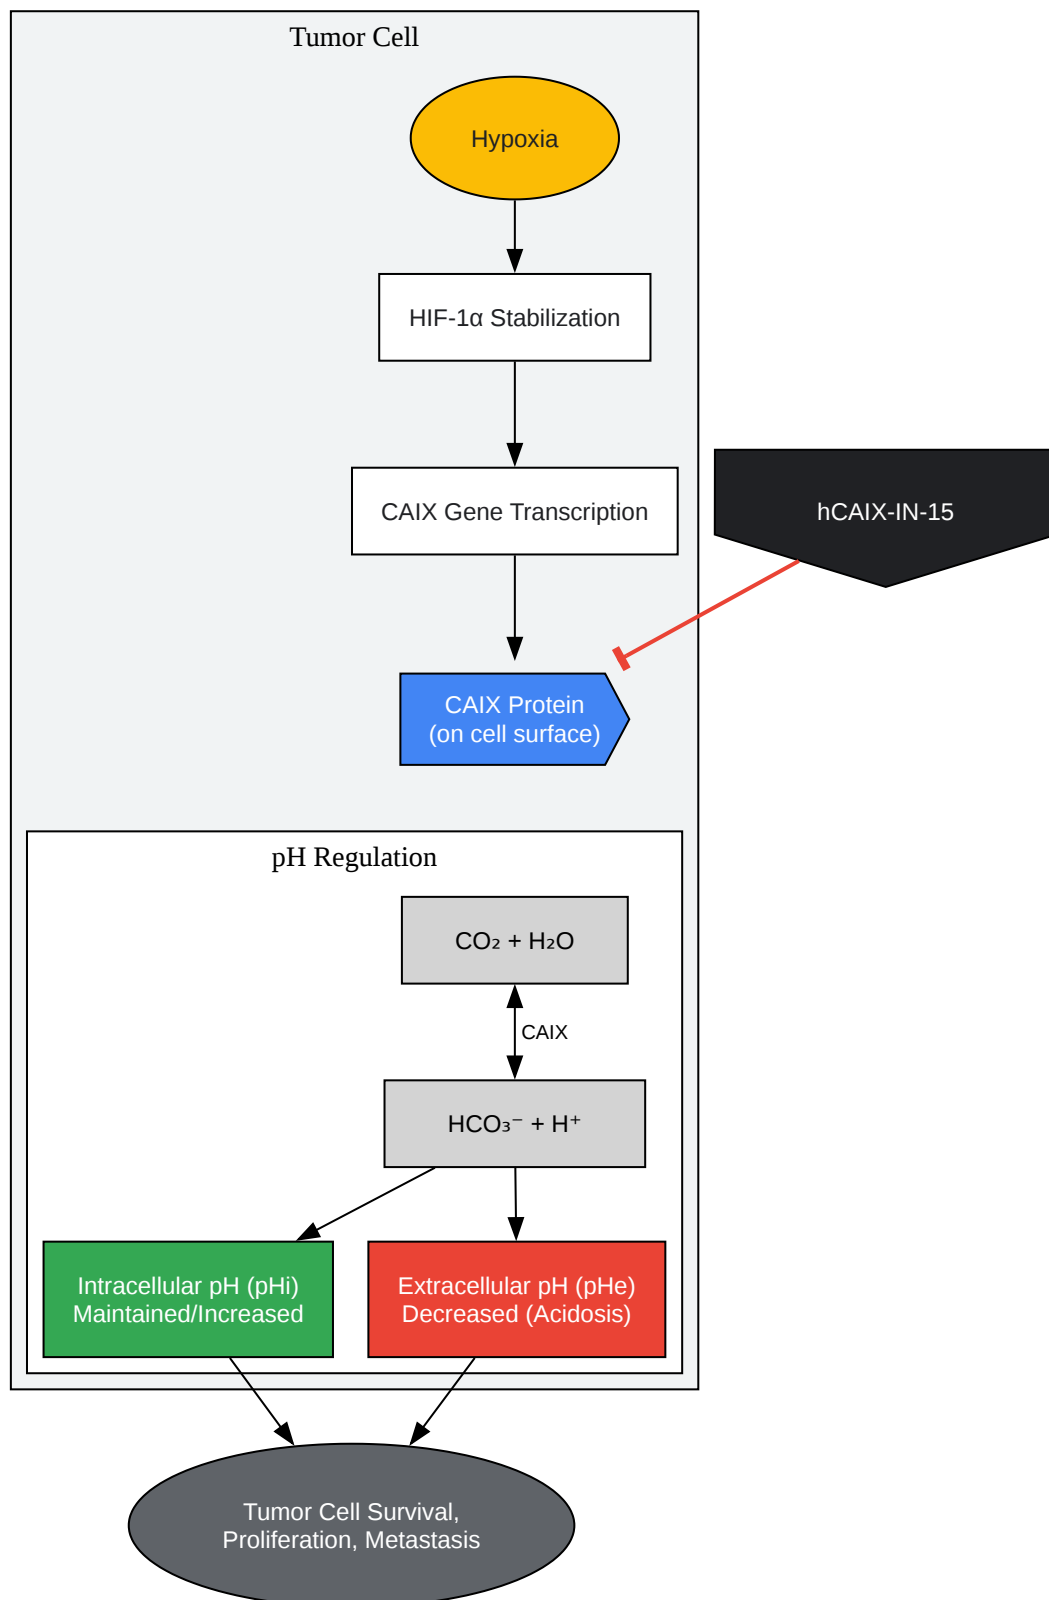 Tumor Cell
Hypoxia
HIF-1α Stabilization
CAIX Gene Transcription
hCAIX-IN-15
CAIX Protein
(on cell surface)
pH Regulation
CO₂ + H₂O
CAIX
HCO₃⁻ + H⁺
Intracellular pH (pHi)
Maintained/Increased
Extracellular pH (pHe)
Decreased (Acidosis)
Tumor Cell Survival,
Proliferation, Metastasis